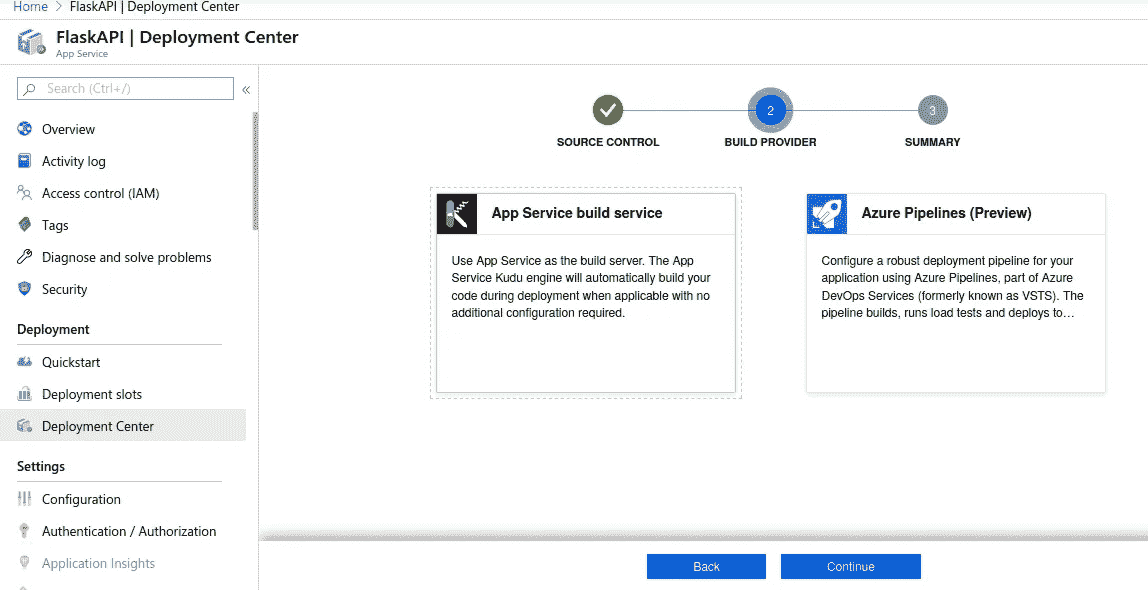 Home > FlaskAPI | Deployment Center
FlaskAPI | Deployment Center
App Service
Search (Ctrl+/)
«
Overview
Activity log
Access control (IAM)
Tags
Diagnose and solve problems
Security
Deployment
Quickstart
Deployment slots
Deployment Center
Settings
Configuration
Authentication / Authorization
Application Insights
2
3
SOURCE CONTROL
BUILD PROVIDER
SUMMARY
App Service build service
Use App Service as the build server. The App
Service Kudu engine will automatically build your
code during deployment when applicable with no
additional configuration required.
Azure Pipelines (Preview)
Configure a robust deployment pipeline for your
application using Azure Pipelines, part of Azure
DevOps Services (formerly known as VSTS). The
pipeline builds, runs load tests and deploys to…
Back
Continue